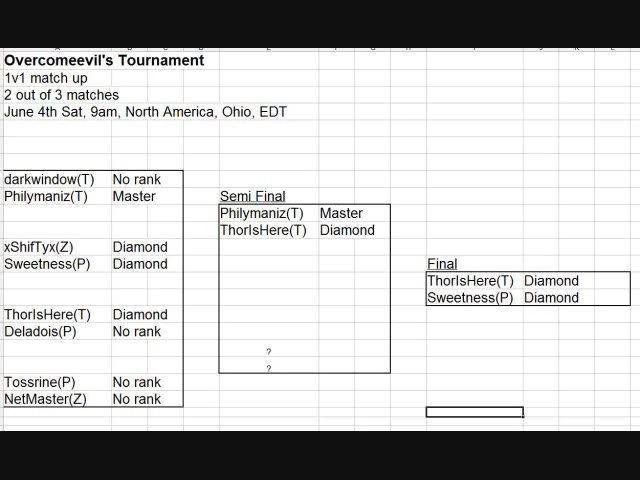 Overcomeevil's Tournament
1v1 match up
2 out of 3 matches
June 4th Sat, 9am, North America, Ohio, EDT
darkwindow(T) No rank
Philymaniz(T) Master
Semi Final
Philymaniz(T) Master
ThorIsHere(T) Diamond
xShifTyx(Z) Diamond
Sweetness(P) Diamond
Final
ThorIsHere(T) Diamond
Sweetness(P) Diamond
ThorIsHere(T) Diamond
Deladois(P) No rank
?
?
Tossrine(P) No rank
NetMaster(Z) No rank